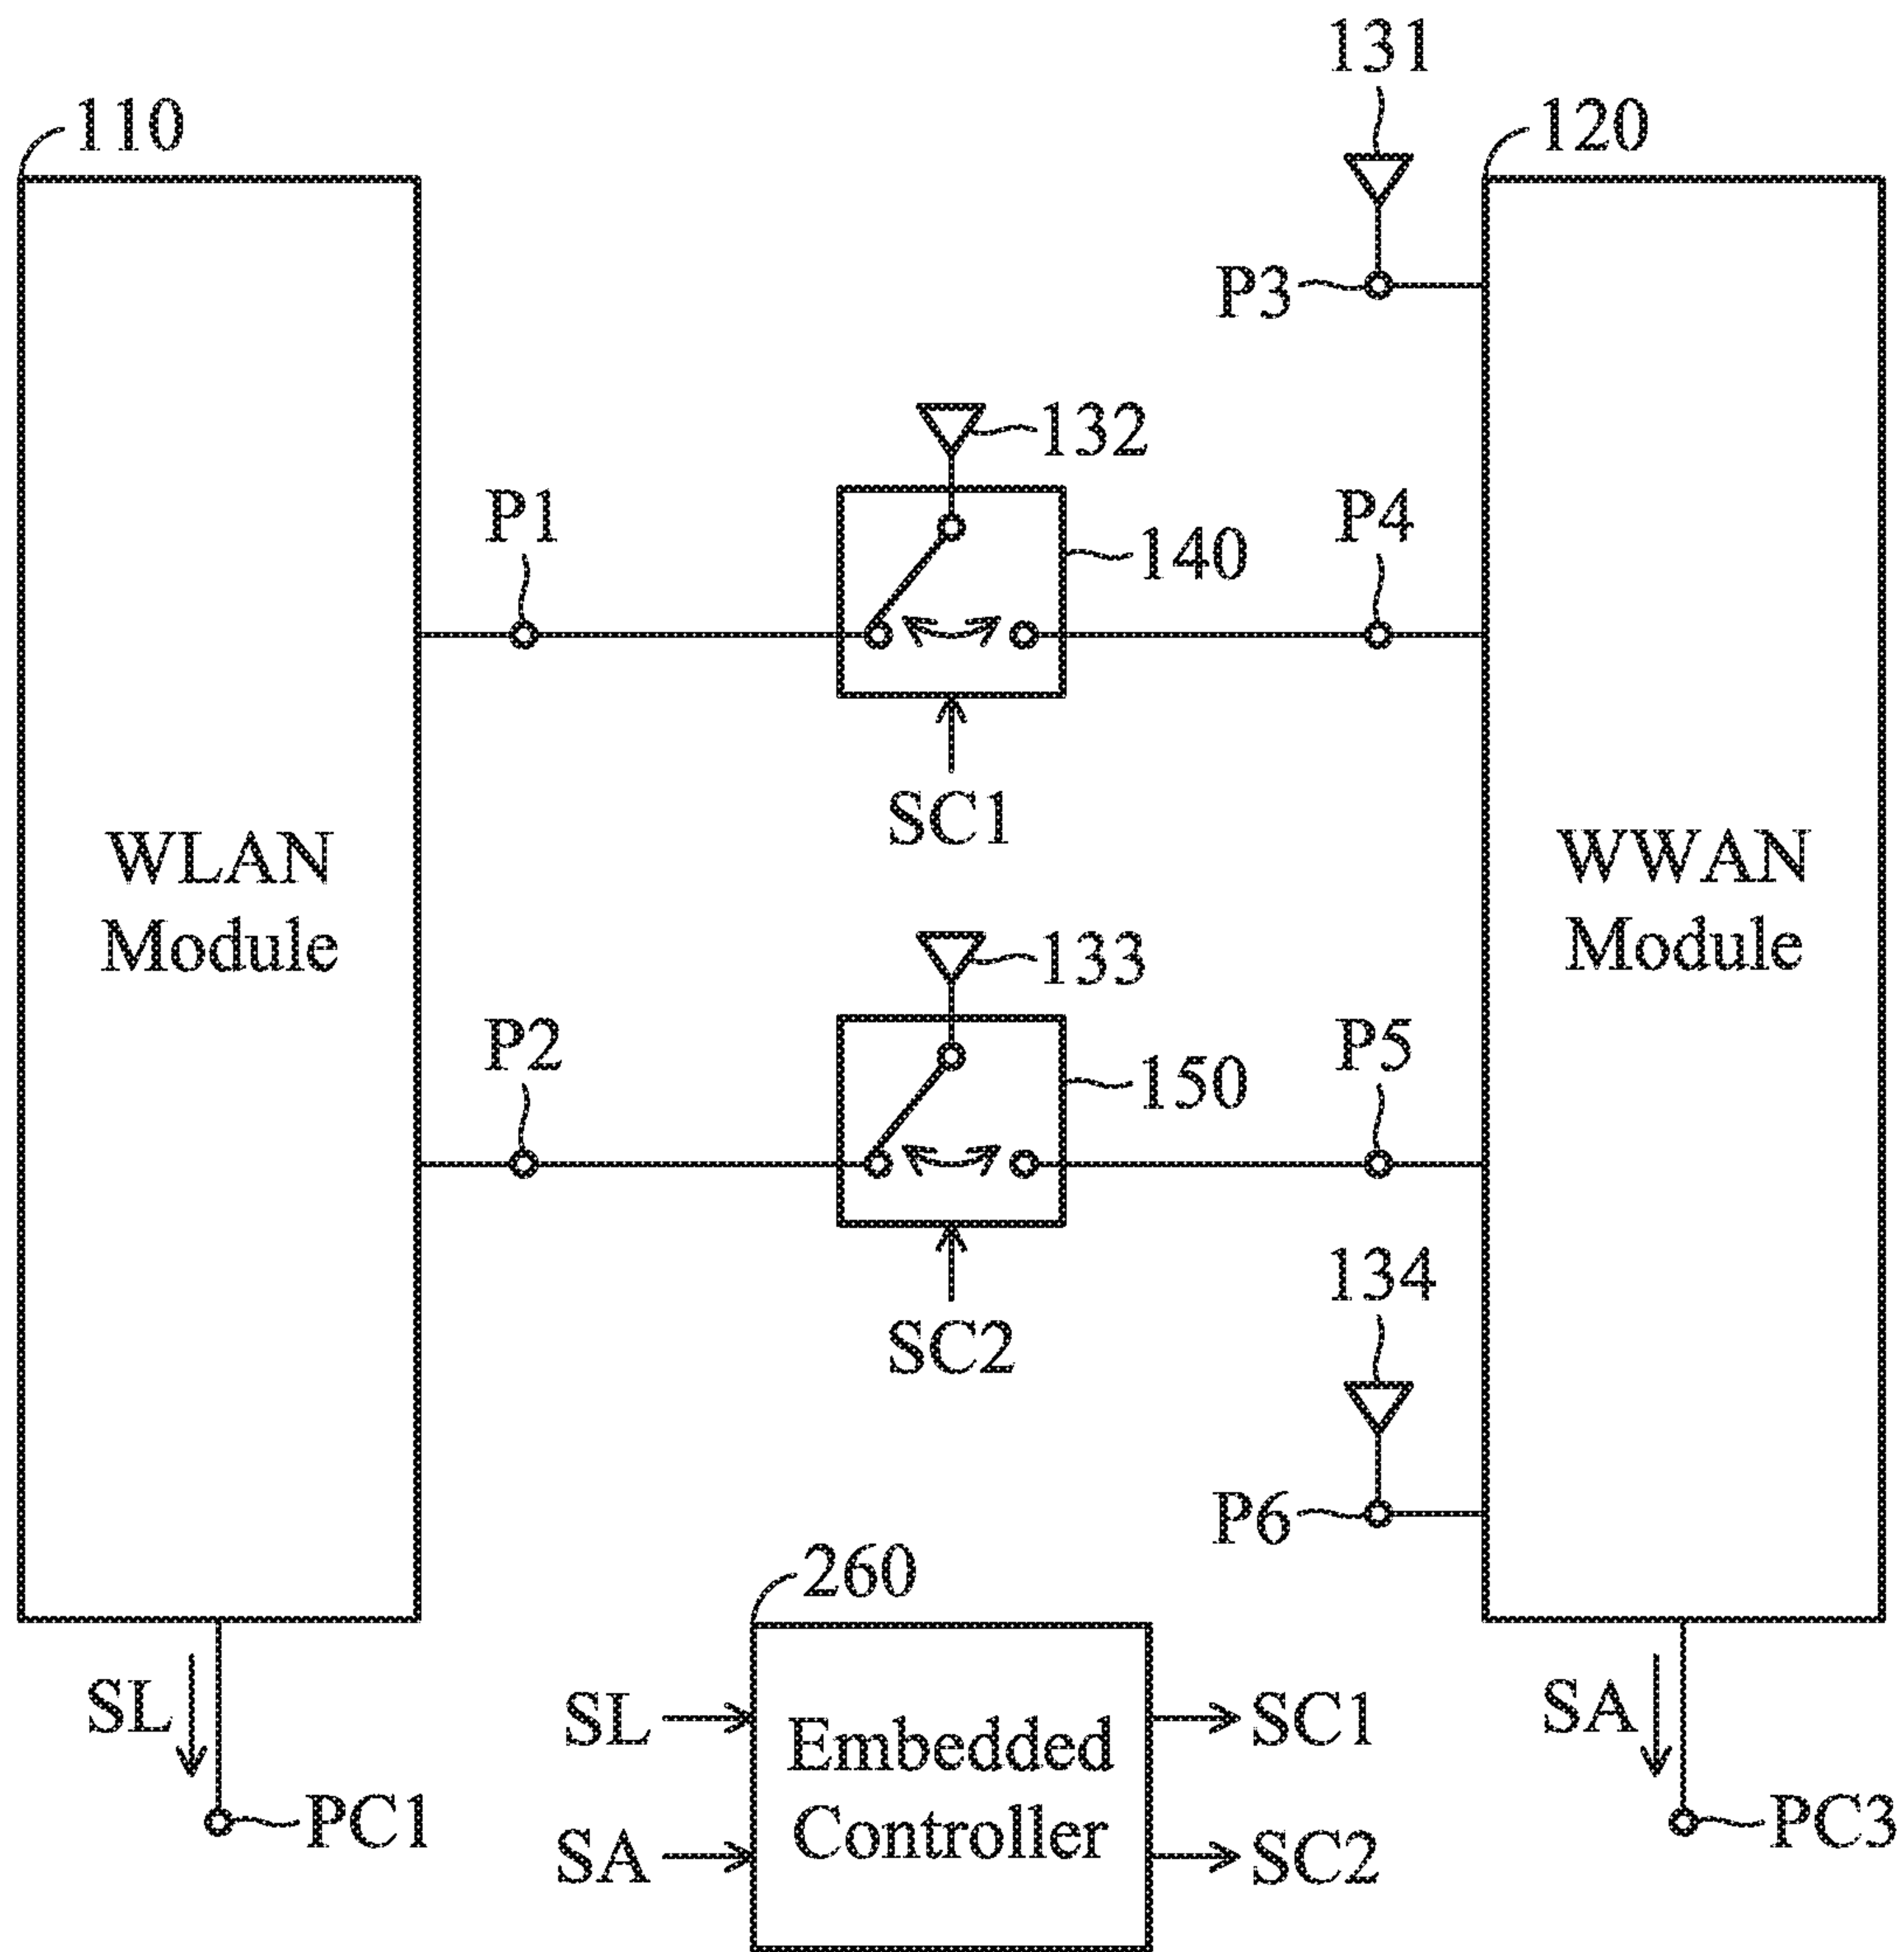 131
110
120
P3
132
P1
140
P4
SC1
WLAN
Module
WWAN
Module
133
P2
150
P5
SC2
134
P6
260
SL
SL
Embedded
Controller
SC1
SA
PC1
SA
SC2
PC3